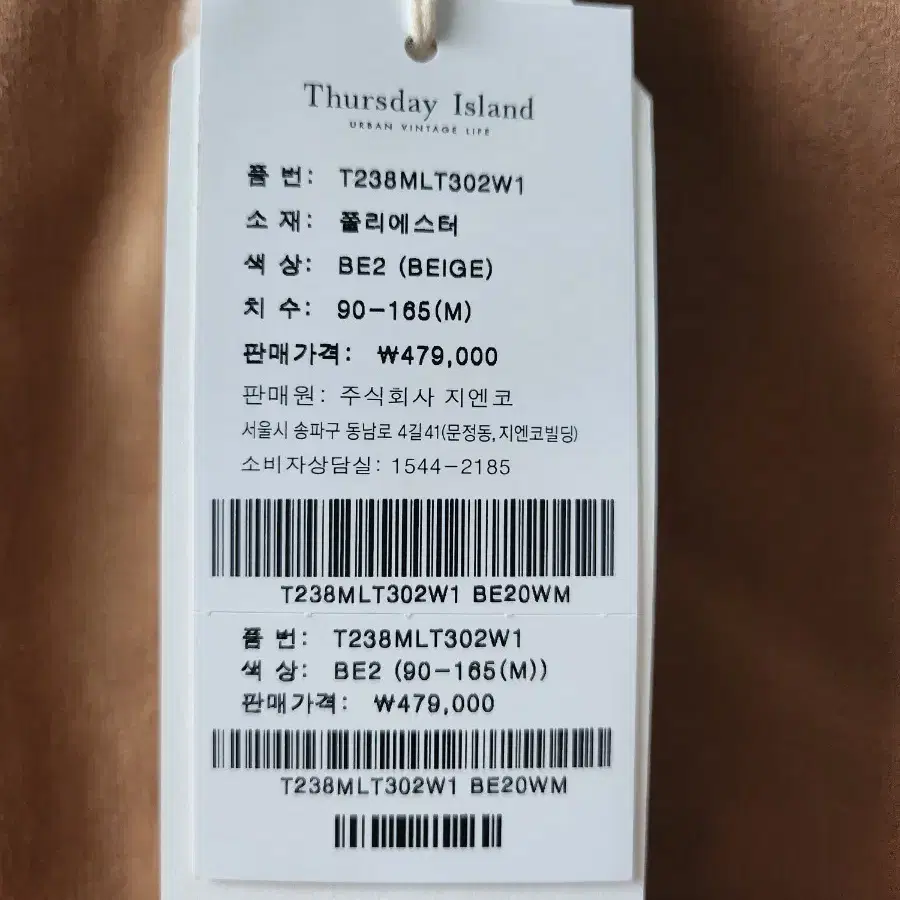 Thursday Island
URBAN VINTAGE LIFE
품 번: T238MLT302W1
소 재: 폴리에스터
색 상: BE2 (BEIGE)
치 수: 90-165(M)
판매가격: ₩479,000
판매원: 주식회사 지엔코
서울시 송파구 동남로 4길41(문정동, 지엔코빌딩)
소비자상담실: 1544-2185
T238MLT302W1 BE20WM
품 번: T238MLT302W1
색 상: BE2 (90-165(M))
판매가격: ₩479,000
T238MLT302W1 BE20WM